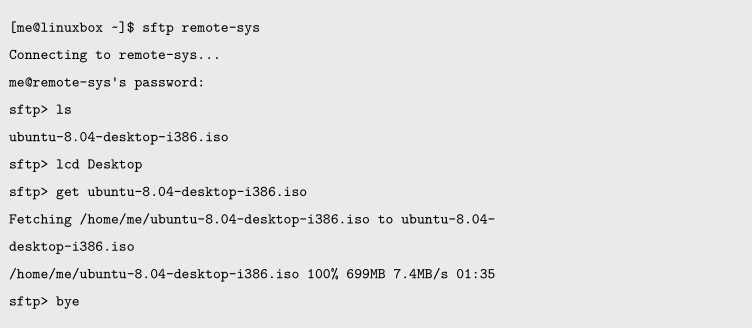 [me@linuxbox ~]$ sftp remote-sys
Connecting to remote-sys...
me@remote-sys's password:
sftp> ls
ubuntu-8.04-desktop-i386.iso
sftp> lcd Desktop
sftp> get ubuntu-8.04-desktop-i386.iso
Fetching /home/me/ubuntu-8.04-desktop-i386.iso to ubuntu-8.04-
desktop-i386.iso
/home/me/ubuntu-8.04-desktop-i386.iso 100% 699MB 7.4MB/s 01:35
sftp> bye